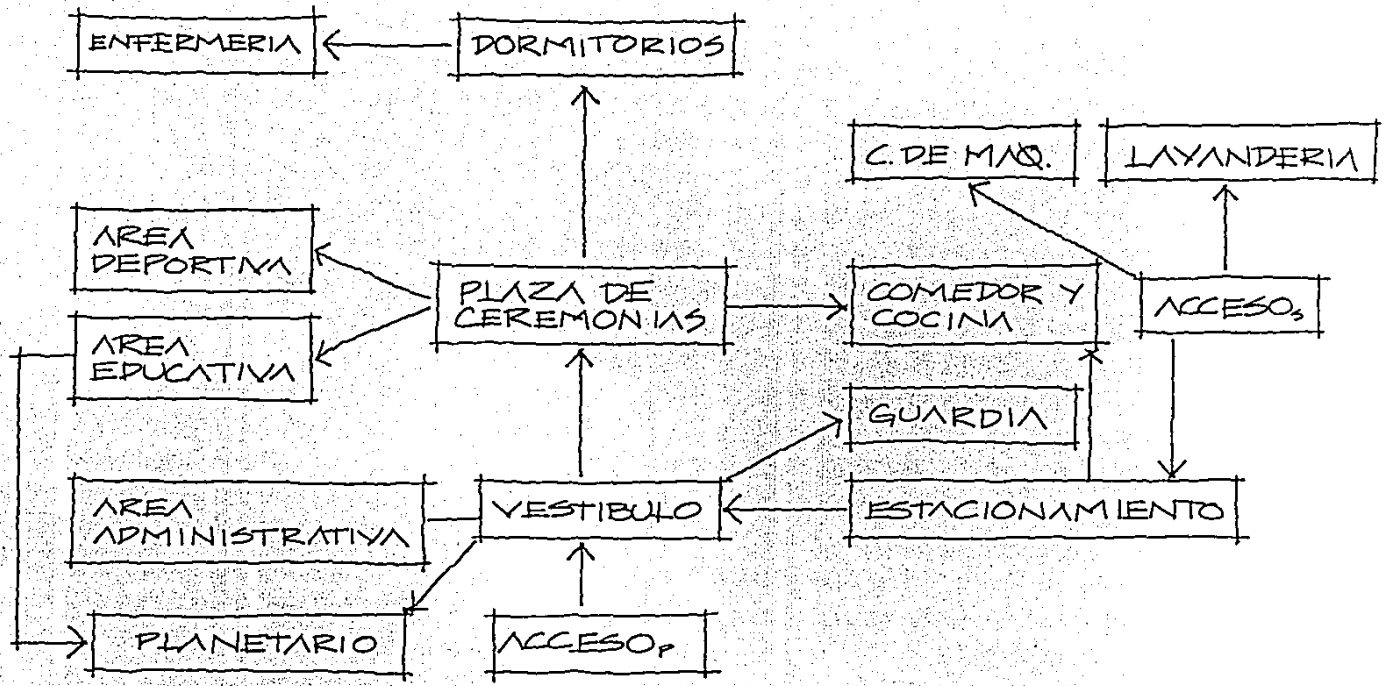 ENFERMERIA
DORMITORIOS
C. DE MAQ.
LAVANDERIA
AREA
DEPORTIVA
PLAZA DE
CEREMONIAS
COMEDOR Y
COCINA
ACCESOs
AREA
EDUCATIVA
GUARDIA
AREA
ADMINISTRATIVA
VESTIBULO
ESTACIONAMIENTO
PLANETARIO
ACCESOP